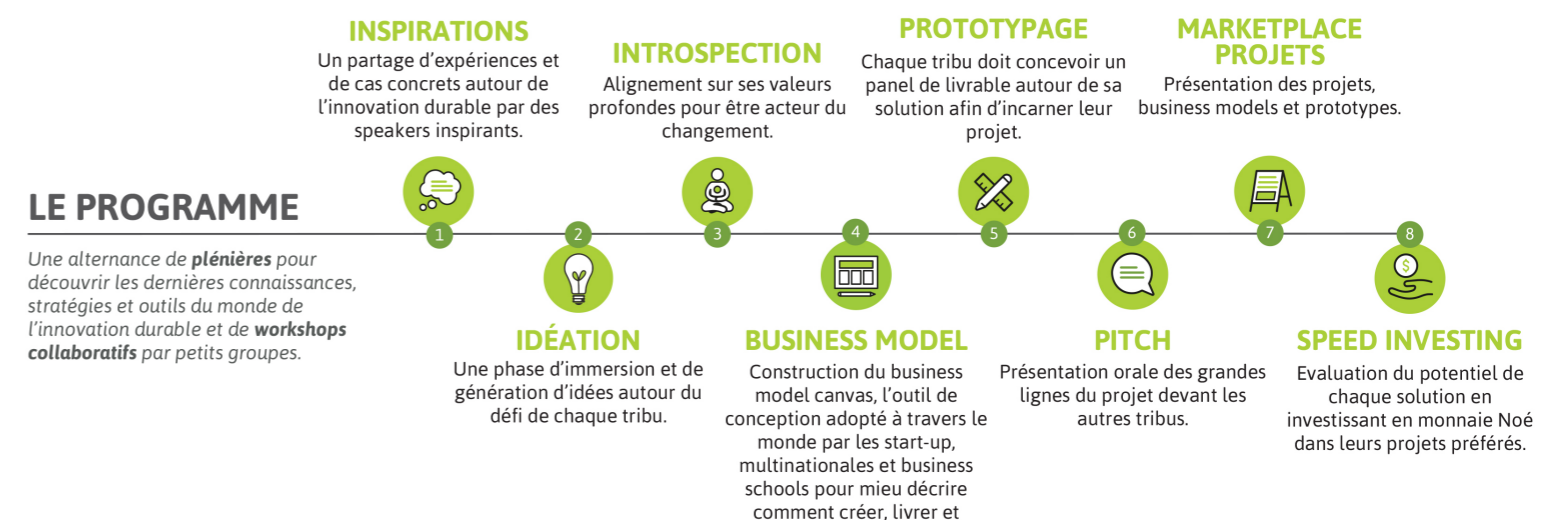 LE PROGRAMME
Une alternance de plénières pour
découvrir les dernières connaissances,
stratégies et outils du monde de
l'innovation durable et de workshops
collaboratifs par petits groupes.
INSPIRATIONS
Un partage d'expériences et
de cas concrets autour de
l'innovation durable par des
speakers inspirants.
1
2
IDÉATION
Une phase d'immersion et de
génération d'idées autour du
défi de chaque tribu.
INTROSPECTION
Alignement sur ses valeurs
profondes pour être acteur du
changement.
3
4
BUSINESS MODEL
Construction du business
model canvas, l'outil de
conception adopté à travers le
monde par les start-up,
multinationales et business
schools pour mieu décrire
comment créer, livrer et
PROTOTYPAGE
Chaque tribu doit concevoir un
panel de livrable autour de sa
solution afin d'incarner leur
projet.
5
6
PITCH
Présentation orale des grandes
lignes du projet devant les
autres tribus.
MARKETPLACE
PROJETS
Présentation des projets,
business models et prototypes.
7
8
$
SPEED INVESTING
Evaluation du potentiel de
chaque solution en
investissant en monnaie Noé
dans leurs projets préférés.